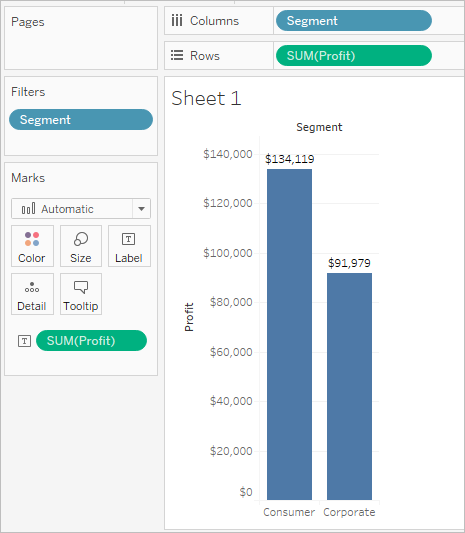 Pages
Columns
Segment
Rows
SUM(Profit)
Filters
Segment
Marks
Automatic
Color
Size
Label
Detail
Tooltip
SUM(Profit)
Sheet 1
Segment
Profit
$140,000
$120,000
$100,000
$80,000
$60,000
$40,000
$20,000
$0
$134,119
$91,979
Consumer
Corporate